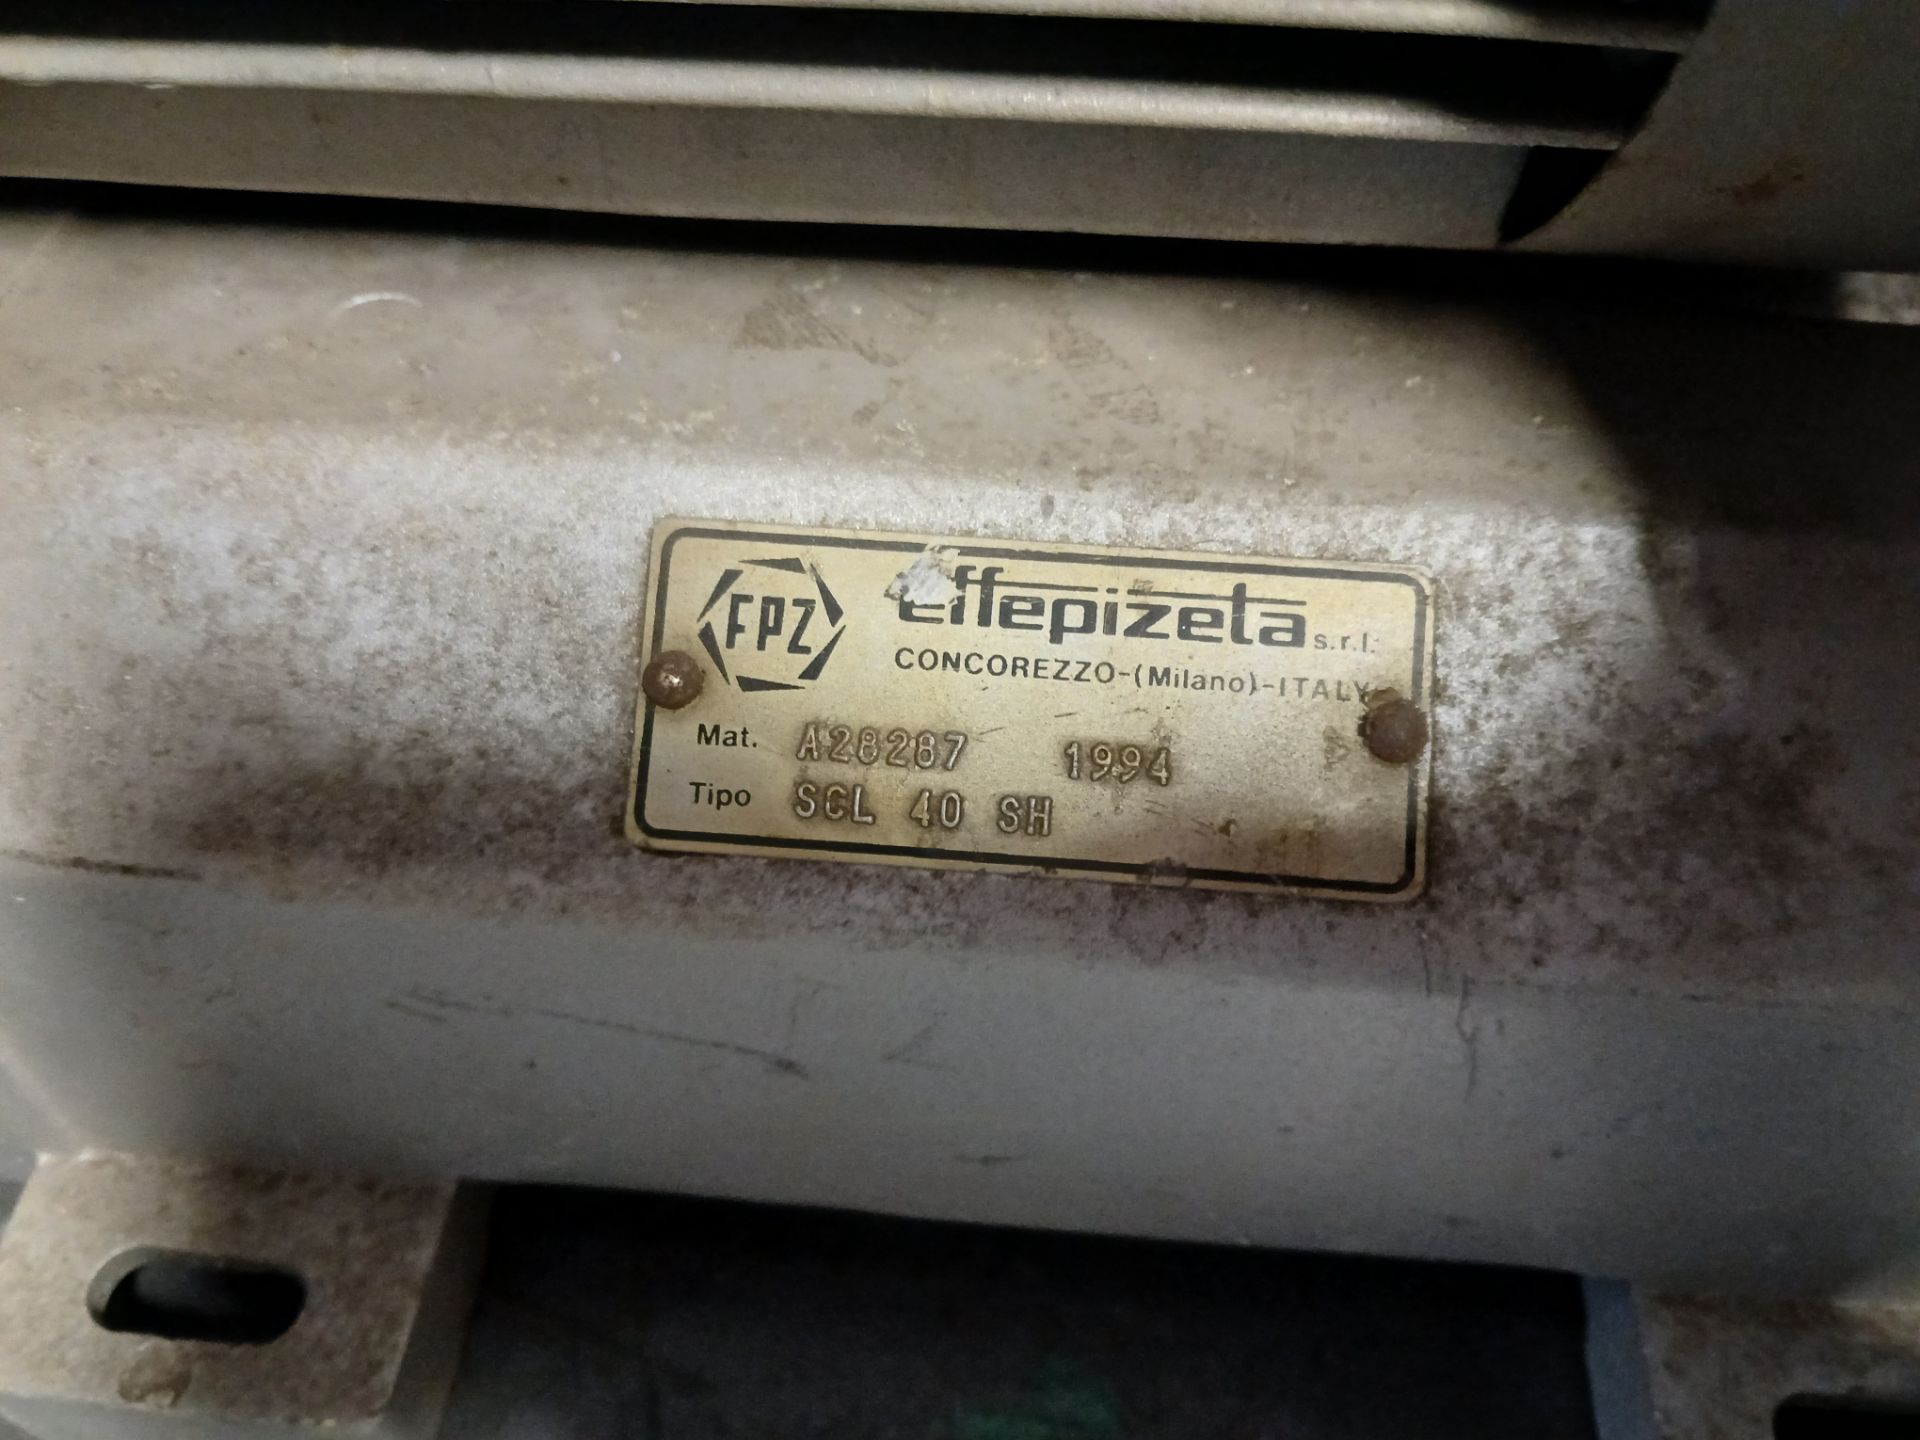 FPZ
effepizeta s.r.l.
CONCOREZZO-(Milano)-ITALY
Mat. A28287 1994
Tipo SCL 40 SH